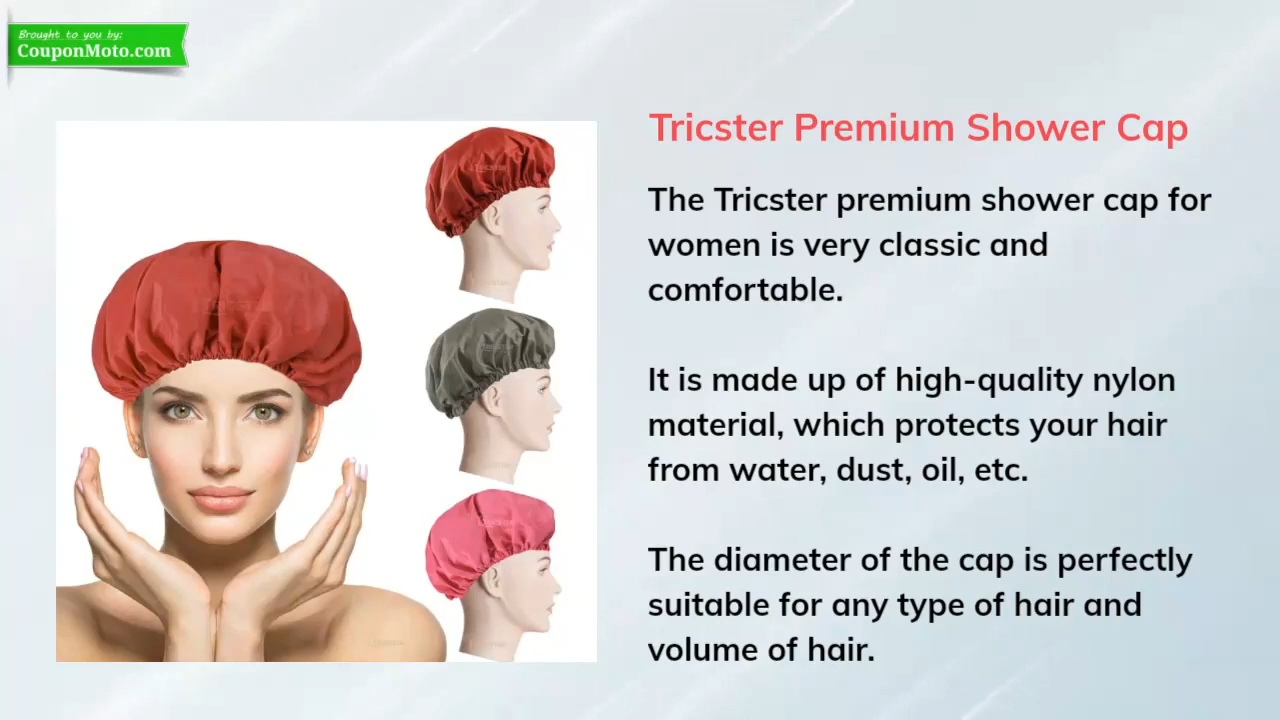 Brought to you by:
CouponMoto.com
Tricster Premium Shower Cap
The Tricster premium shower cap for
women is very classic and
comfortable.
It is made up of high-quality nylon
material, which protects your hair
from water, dust, oil, etc.
The diameter of the cap is perfectly
suitable for any type of hair and
volume of hair.